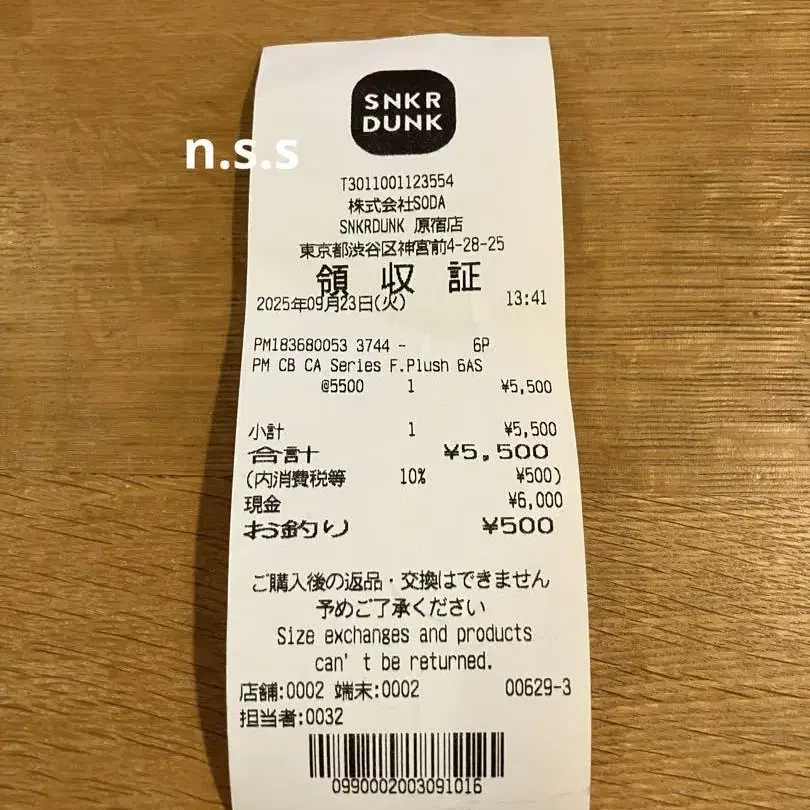 SNKR
DUNK
n.s.s
T3011001123554
株式会社SODA
SNKRDUNK 原宿店
東京都渋谷区神宮前4-28-25
領収証
2025年09月23日(火) 13:41
PM183680053 3744 - 6P
PM CB CA Series F.Plush 6AS
@5500 1 ¥5,500
小計 1 ¥5,500
合計 ¥5,500
(内消費税等 10% ¥500)
現金 ¥6,000
お釣り ¥500
ご購入後の返品・交換はできません
予めご了承ください
Size exchanges and products
can't be returned.
店舗:0002 端末:0002 00629-3
担当者:0032
0990002003091016